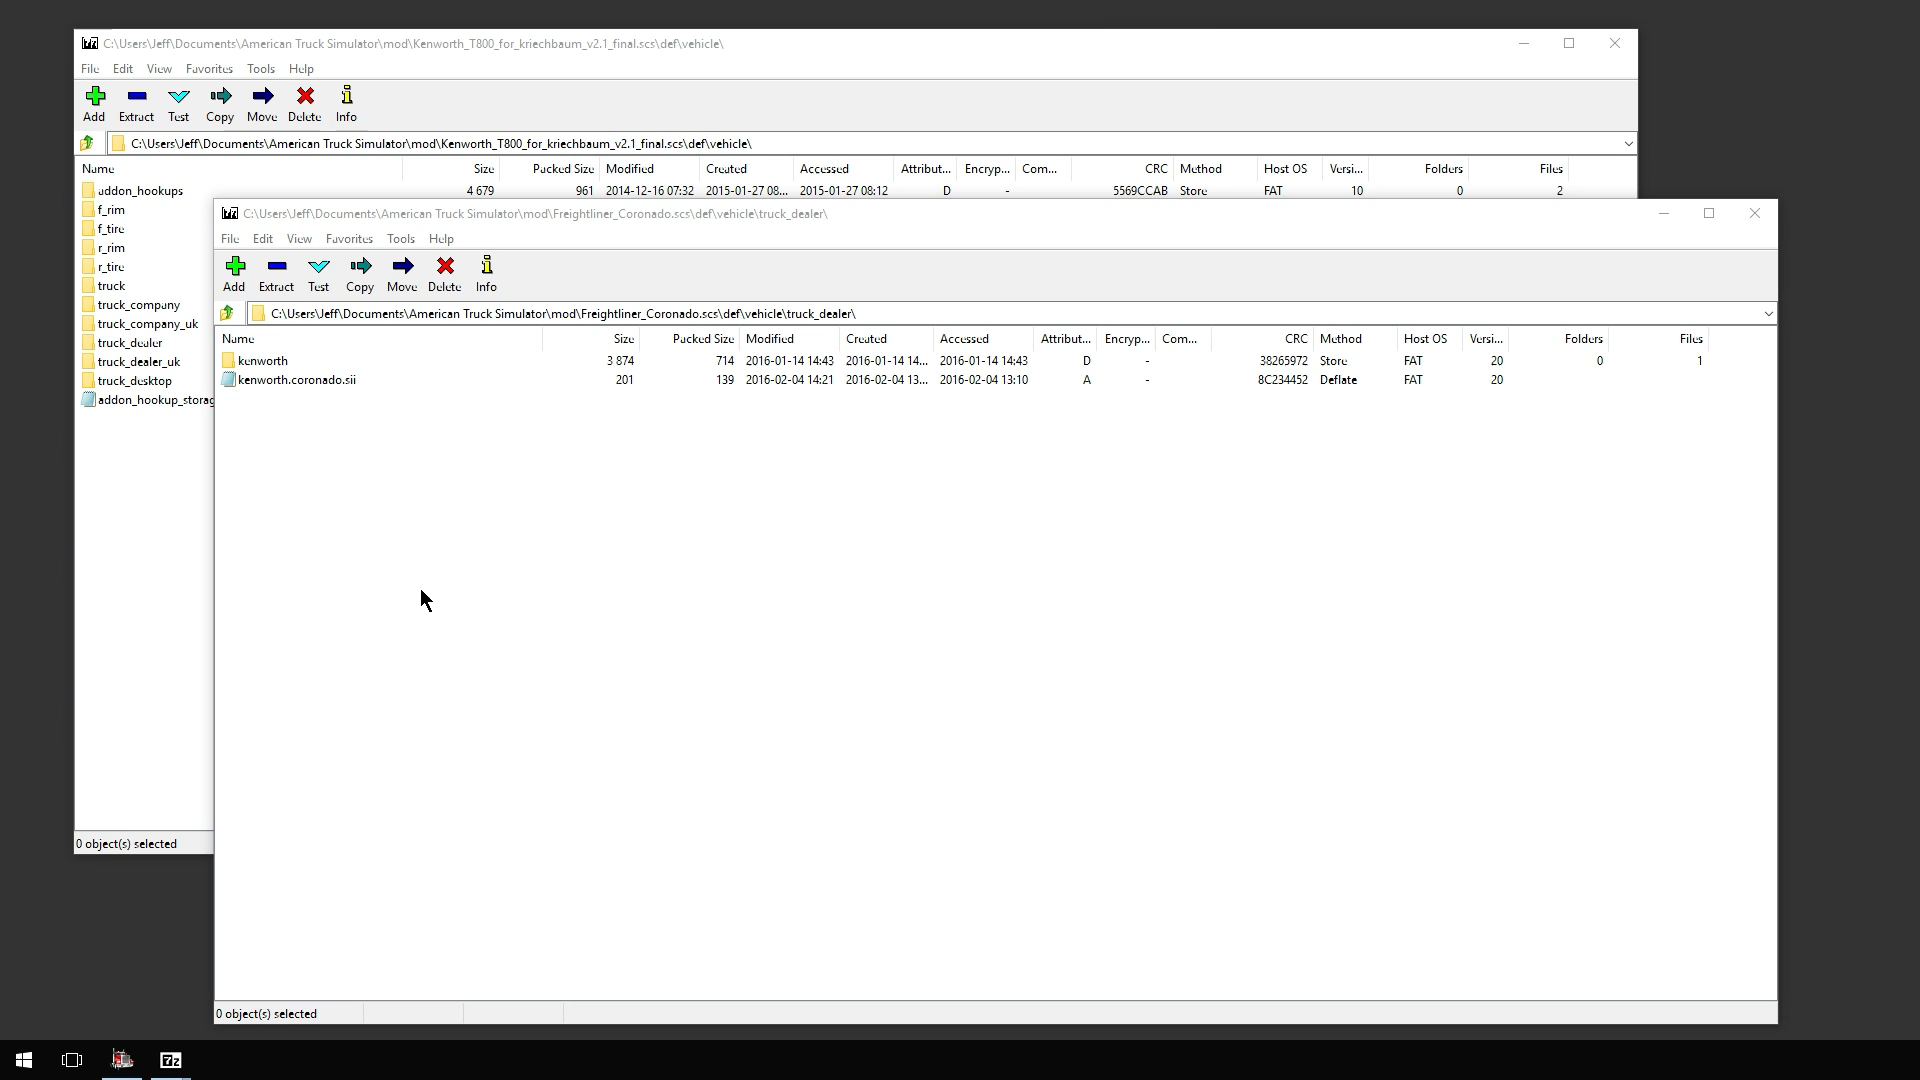 C:\Users\Jeff\Documents\American Truck Simulator\mod\Kenworth_T800_for_kriechbaum_v2.1_final.scs\def\vehicle\
File Edit View Favorites Tools Help
Add Extract Test Copy Move Delete Info
C:\Users\Jeff\Documents\American Truck Simulator\mod\Kenworth_T800_for_kriechbaum_v2.1_final.scs\def\vehicle\
Name Size Packed Size Modified Created Accessed Attribut... Encryp... Com... CRC Method Host OS Versi... Folders Files
addon_hookups 4 679 961 2014-12-16 07:32 2015-01-27 08... 2015-01-27 08:12 D - 5569CCAB Store FAT 10 0 2
f_rim
f_tire
r_rim
r_tire
truck
truck_company
truck_company_uk
truck_dealer
truck_dealer_uk
truck_desktop
addon_hookup_storag
0 object(s) selected
C:\Users\Jeff\Documents\American Truck Simulator\mod\Freightliner_Coronado.scs\def\vehicle\truck_dealer\
File Edit View Favorites Tools Help
Add Extract Test Copy Move Delete Info
C:\Users\Jeff\Documents\American Truck Simulator\mod\Freightliner_Coronado.scs\def\vehicle\truck_dealer\
Name Size Packed Size Modified Created Accessed Attribut... Encryp... Com... CRC Method Host OS Versi... Folders Files
kenworth 3 874 714 2016-01-14 14:43 2016-01-14 14... 2016-01-14 14:43 D - 38265972 Store FAT 20 0 1
kenworth.coronado.sii 201 139 2016-02-04 14:21 2016-02-04 13... 2016-02-04 13:10 A - 8C234452 Deflate FAT 20
0 object(s) selected
7z